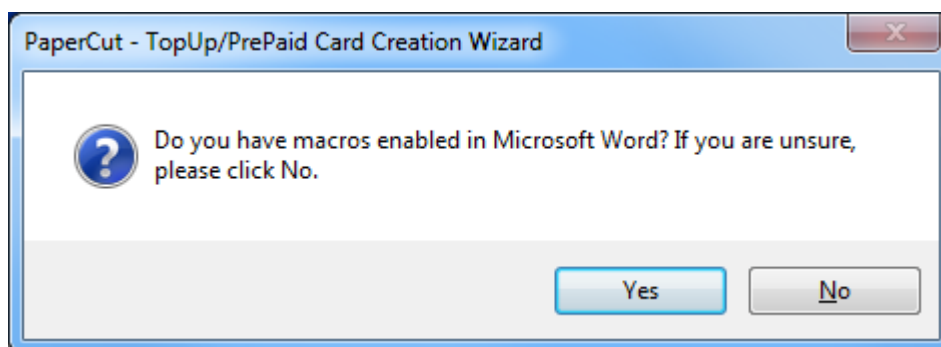 PaperCut - TopUp/PrePaid Card Creation Wizard
Do you have macros enabled in Microsoft Word? If you are unsure,
please click No.
Yes
No